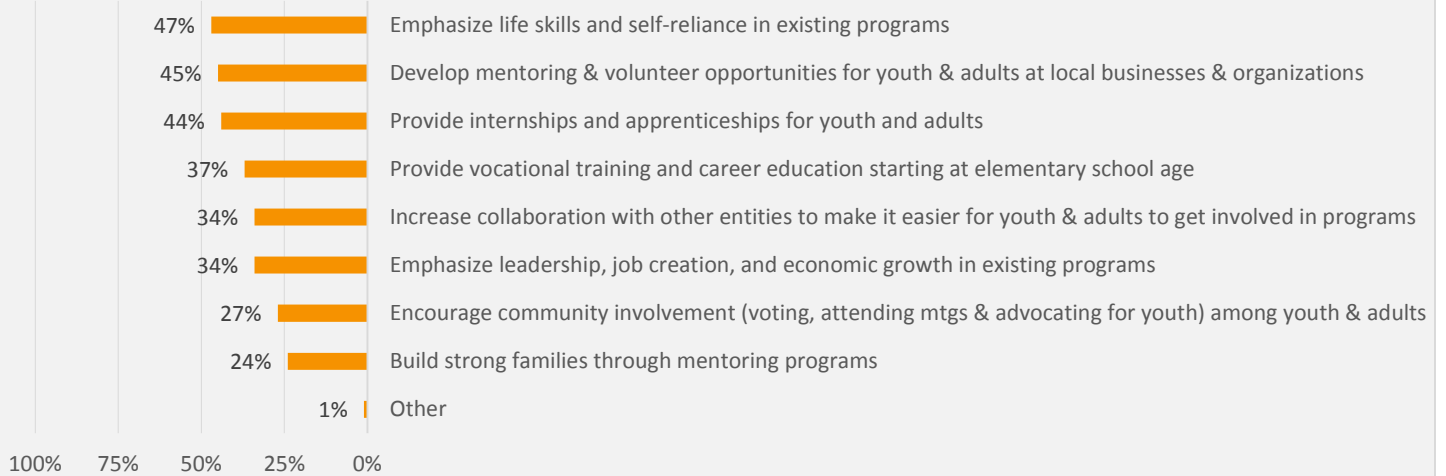 47% Emphasize life skills and self-reliance in existing programs
45% Develop mentoring & volunteer opportunities for youth & adults at local businesses & organizations
44% Provide internships and apprenticeships for youth and adults
37% Provide vocational training and career education starting at elementary school age
34% Increase collaboration with other entities to make it easier for youth & adults to get involved in programs
34% Emphasize leadership, job creation, and economic growth in existing programs
27% Encourage community involvement (voting, attending mtgs & advocating for youth) among youth & adults
24% Build strong families through mentoring programs
1% Other
100% 75% 50% 25% 0%